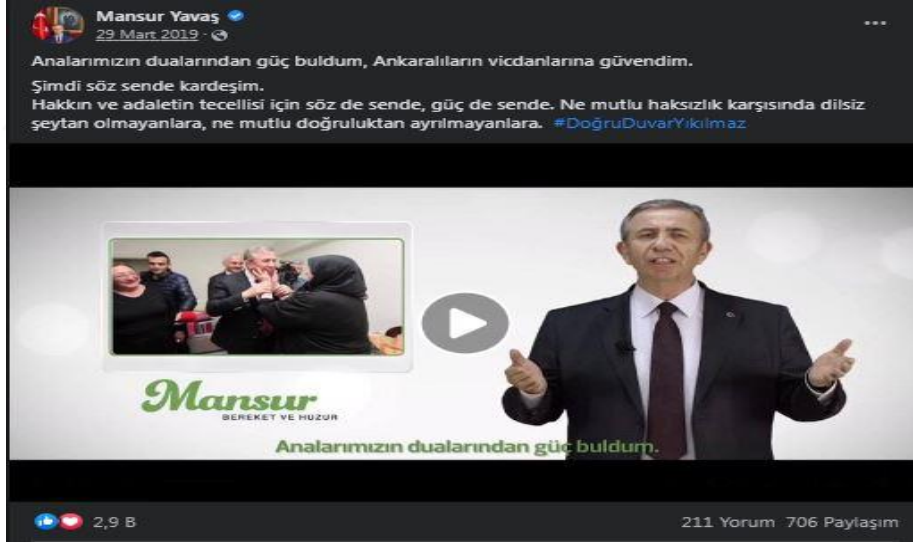 Mansur Yavaş
29 Mart 2019 ·
Analarımızın dualarından güç buldum, Ankaralıların vicdanlarına güvendim.
Şimdi söz sende kardeşim.
Hakkın ve adaletin tecellisi için söz de sende, güç de sende. Ne mutlu haksızlık karşısında dilsiz
şeytan olmayanlara, ne mutlu doğruluktan ayrılmayanlara. #DoğruDuvarYıkılmaz
Mansur
BEREKET VE HUZUR
Analarımızın dualarından güç buldum.
2,9 B
211 Yorum 706 Paylaşım